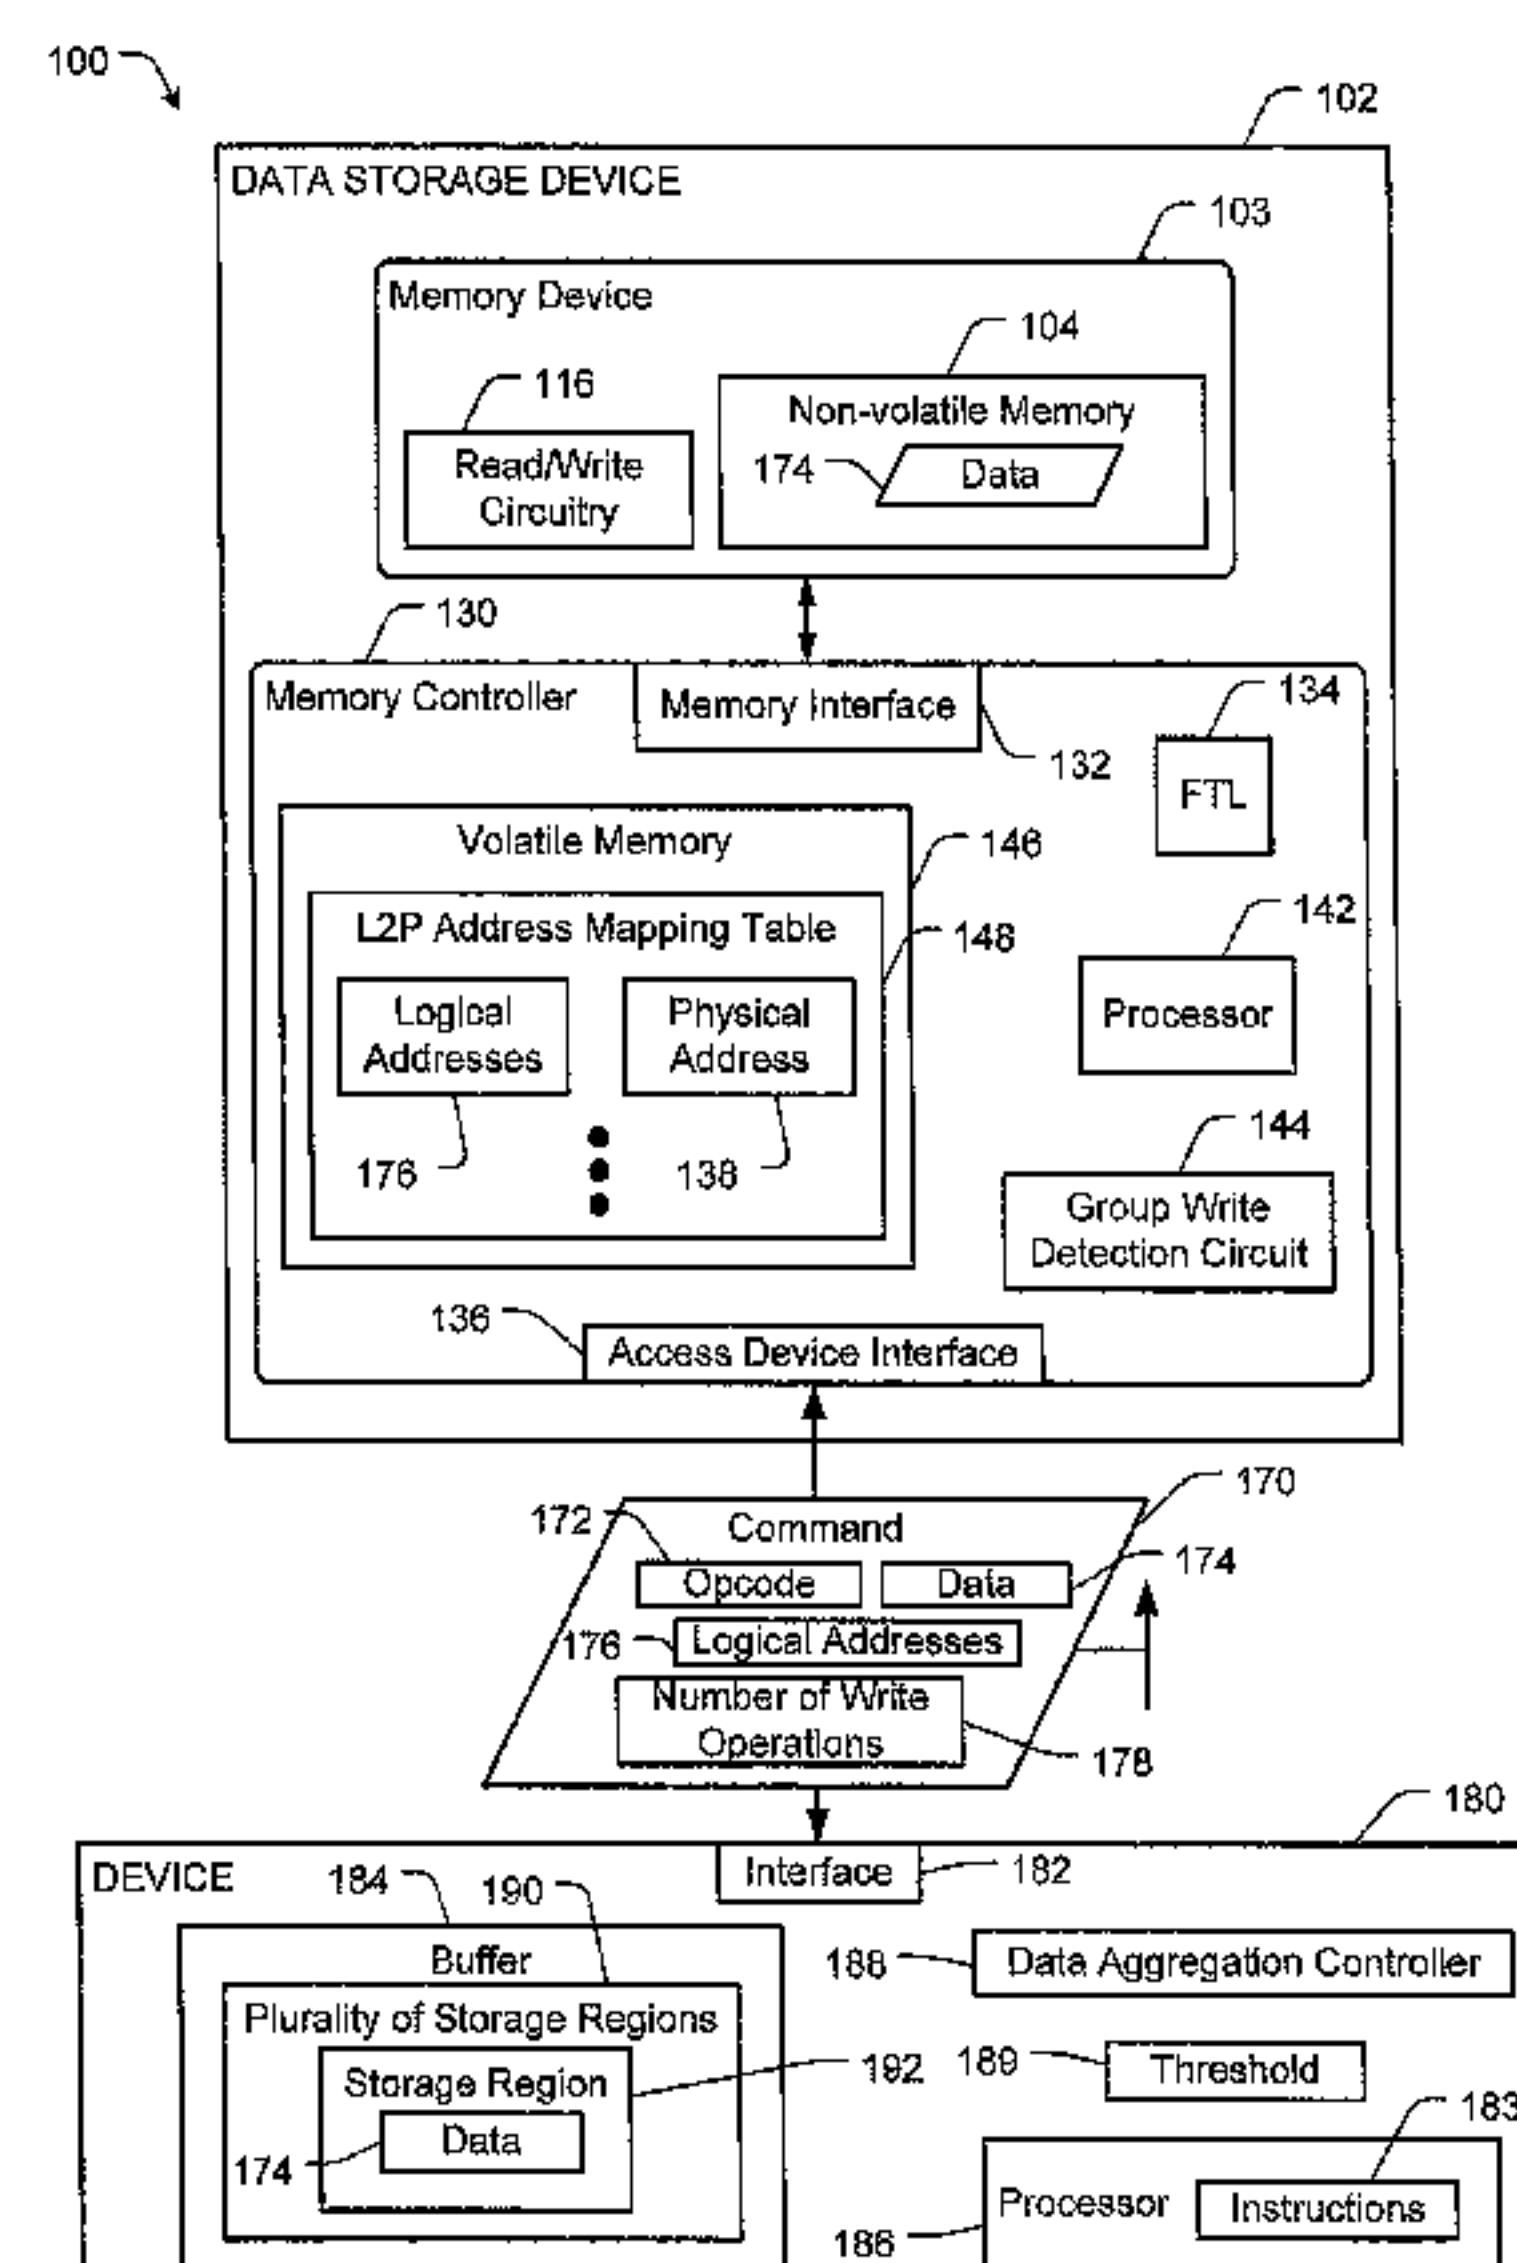 100
102
DATA STORAGE DEVICE
103
Memory Device
104
116
Non-volatile Memory
Read/Write
Circuitry
174
Data
130
Memory Controller
Memory Interface
134
132
FTL
Volatile Memory
146
L2P Address Mapping Table
148
142
Logical
Addresses
Physical
Address
Processor
176
138
144
Group Write
Detection Circuit
136
Access Device Interface
170
172
Command
Opcode
Data
174
176
Logical Addresses
Number of Write
Operations
178
180
DEVICE
184
190
Interface
182
Buffer
188
Data Aggregation Controller
Plurality of Storage Regions
192
189
Threshold
Storage Region
183
Data
174
Processor
Instructions
186